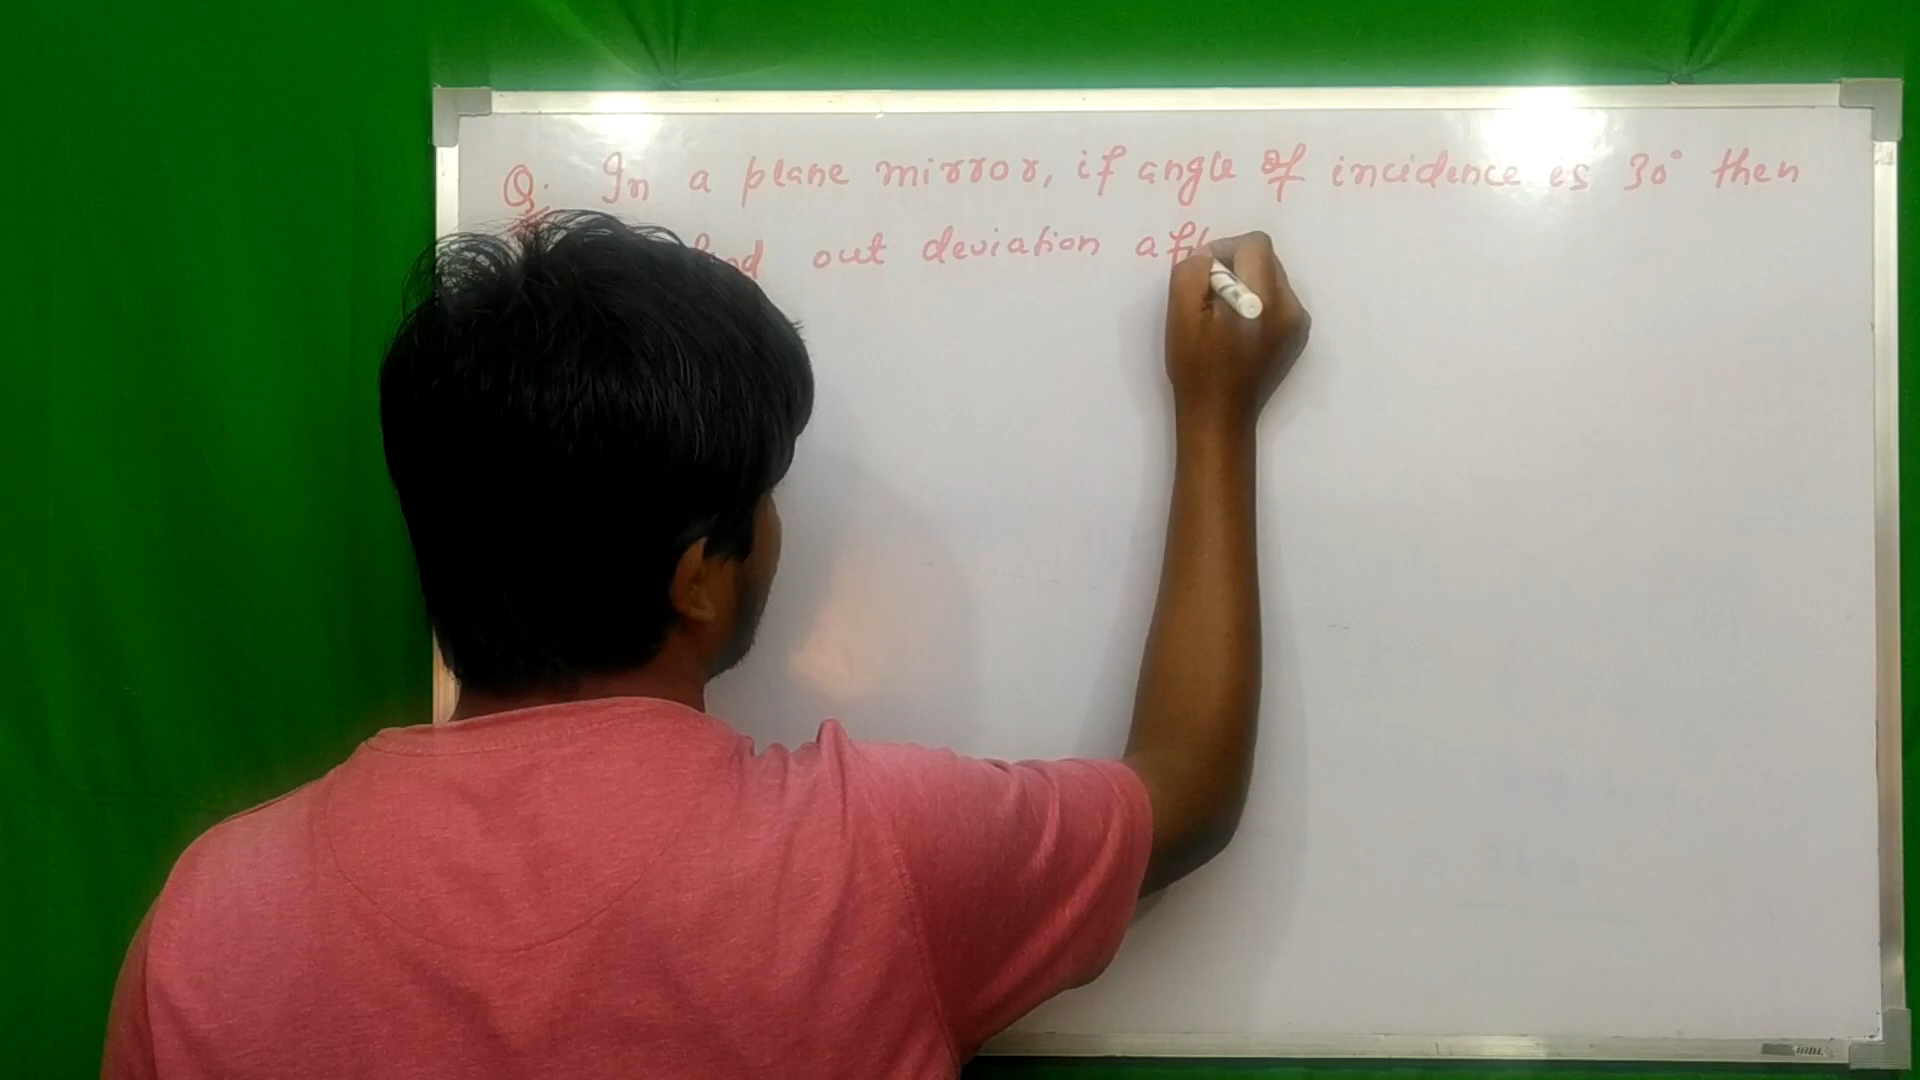 Q. In a plane mirror, if angle of incidence is 30° then
out deviation